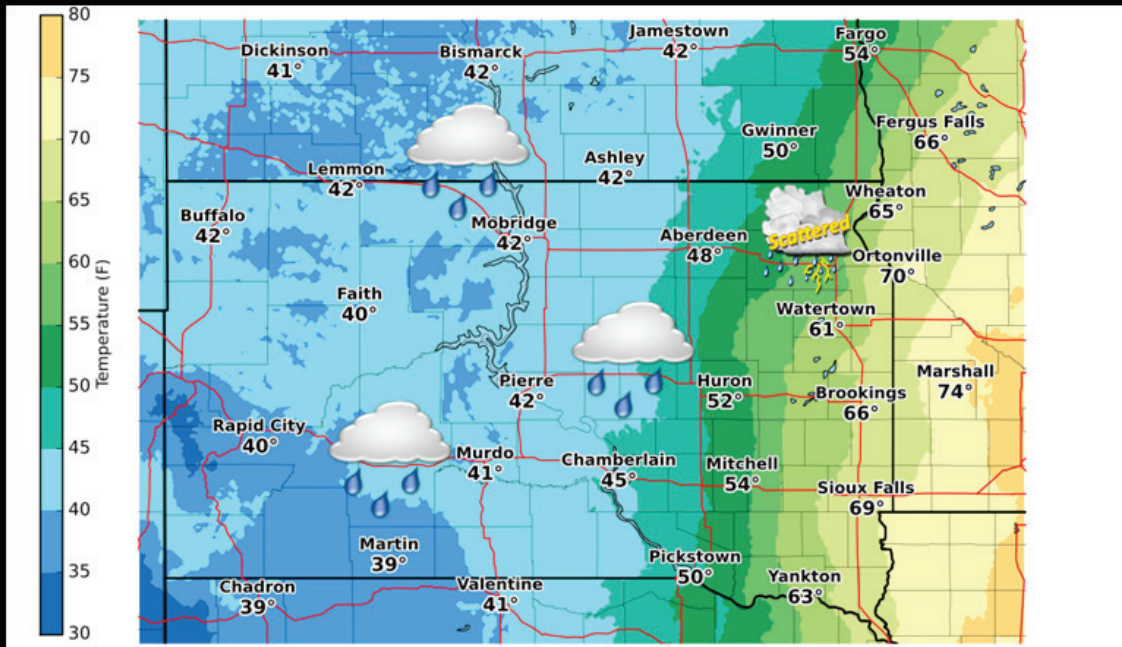 80
75
70
65
60
55
50
45
40
35
30
Temperature (F)
Dickinson
41°
Bismarck
42°
Jamestown
42°
Fargo
54°
Fergus Falls
66°
Gwinner
50°
Ashley
42°
Lemmon
42°
Wheaton
65°
Buffalo
42°
Mobridge
42°
Aberdeen
48°
Scattered
Ortonville
70°
Faith
40°
Watertown
61°
Marshall
74°
Pierre
42°
Huron
52°
Brookings
66°
Rapid City
40°
Murdo
41°
Chamberlain
45°
Mitchell
54°
Sioux Falls
69°
Martin
39°
Pickstown
50°
Chadron
39°
Valentine
41°
Yankton
63°